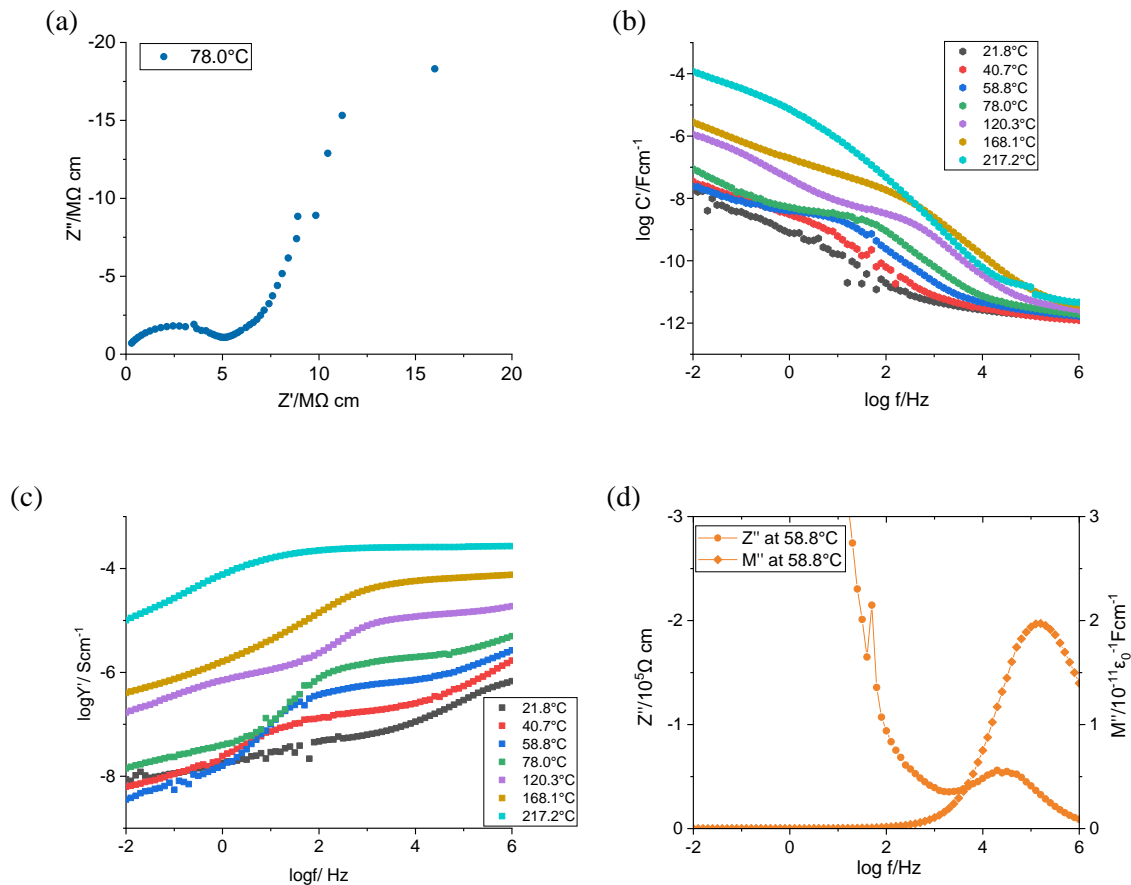 (a)
-20
-15
-10
-5
0
78.0°C
Z''/MΩ cm
0 5 10 15 20
Z'/MΩ cm
(b)
-4
-6
-8
-10
-12
log C'/Fcm⁻¹
21.8°C
40.7°C
58.8°C
78.0°C
120.3°C
168.1°C
217.2°C
-2 0 2 4 6
log f/Hz
(c)
-4
-6
-8
logY'/ Scm⁻¹
21.8°C
40.7°C
58.8°C
78.0°C
120.3°C
168.1°C
217.2°C
-2 0 2 4 6
logf/ Hz
(d)
-3
-2
-1
0
Z''/10⁵Ω cm
Z'' at 58.8°C
M'' at 58.8°C
3
2
1
0
M''/10⁻¹¹ε₀⁻¹Fcm⁻¹
-2 0 2 4 6
log f/Hz